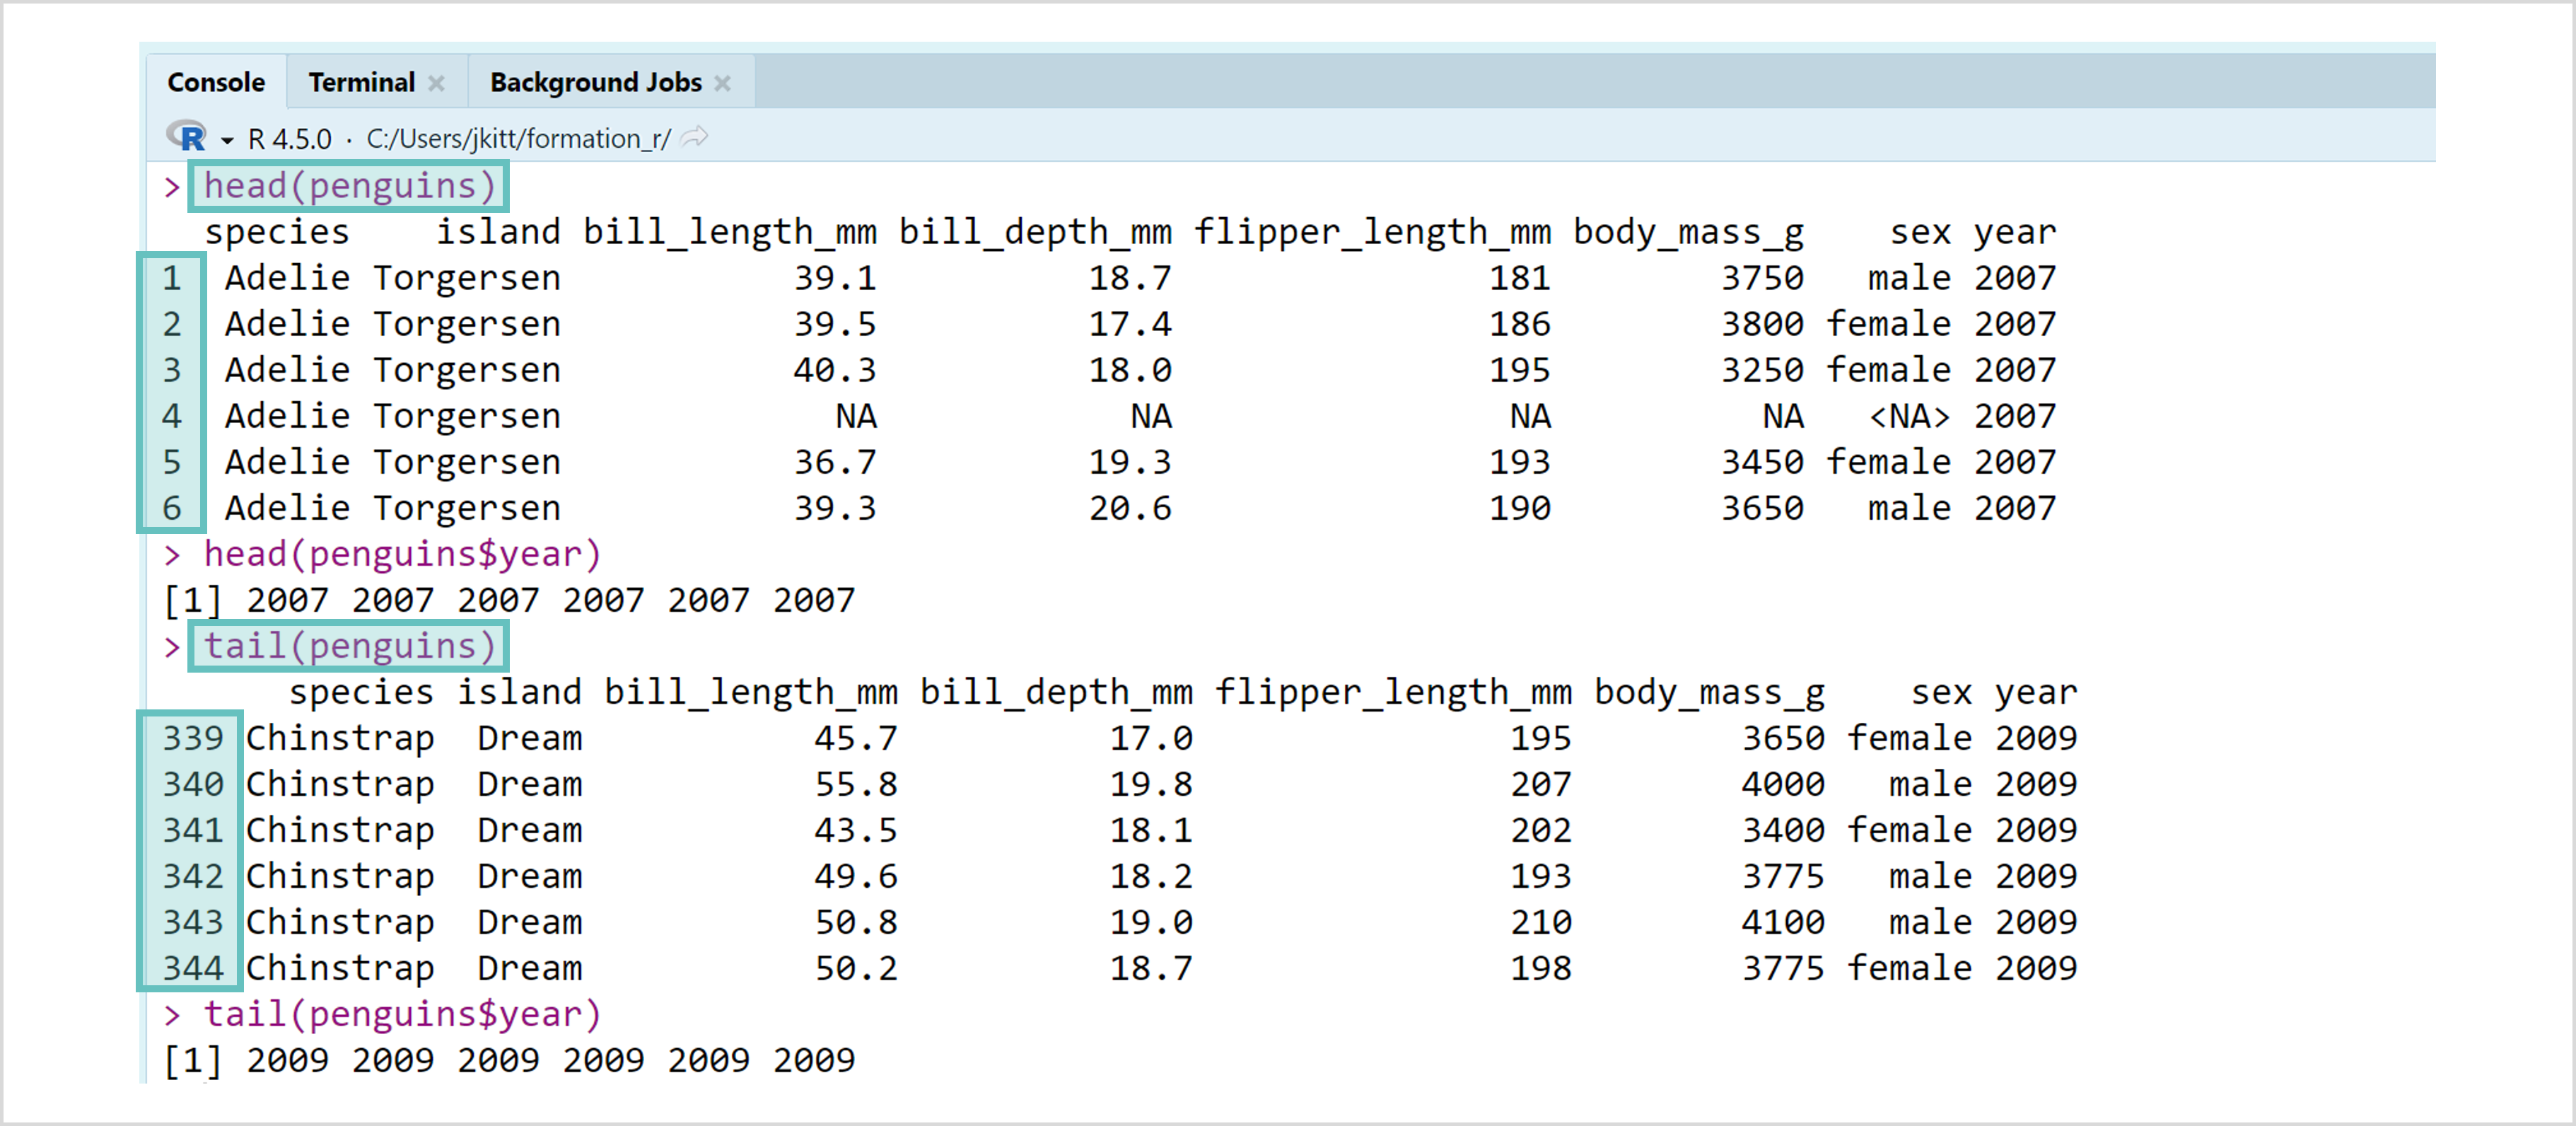 Console Terminal × Background Jobs ×
R R 4.5.0 · C:/Users/jkitt/formation_r/
> head(penguins)
species island bill_length_mm bill_depth_mm flipper_length_mm body_mass_g sex year
1 Adelie Torgersen 39.1 18.7 181 3750 male 2007
2 Adelie Torgersen 39.5 17.4 186 3800 female 2007
3 Adelie Torgersen 40.3 18.0 195 3250 female 2007
4 Adelie Torgersen NA NA NA NA <NA> 2007
5 Adelie Torgersen 36.7 19.3 193 3450 female 2007
6 Adelie Torgersen 39.3 20.6 190 3650 male 2007
> head(penguins$year)
[1] 2007 2007 2007 2007 2007 2007
> tail(penguins)
species island bill_length_mm bill_depth_mm flipper_length_mm body_mass_g sex year
339 Chinstrap Dream 45.7 17.0 195 3650 female 2009
340 Chinstrap Dream 55.8 19.8 207 4000 male 2009
341 Chinstrap Dream 43.5 18.1 202 3400 female 2009
342 Chinstrap Dream 49.6 18.2 193 3775 male 2009
343 Chinstrap Dream 50.8 19.0 210 4100 male 2009
344 Chinstrap Dream 50.2 18.7 198 3775 female 2009
> tail(penguins$year)
[1] 2009 2009 2009 2009 2009 2009